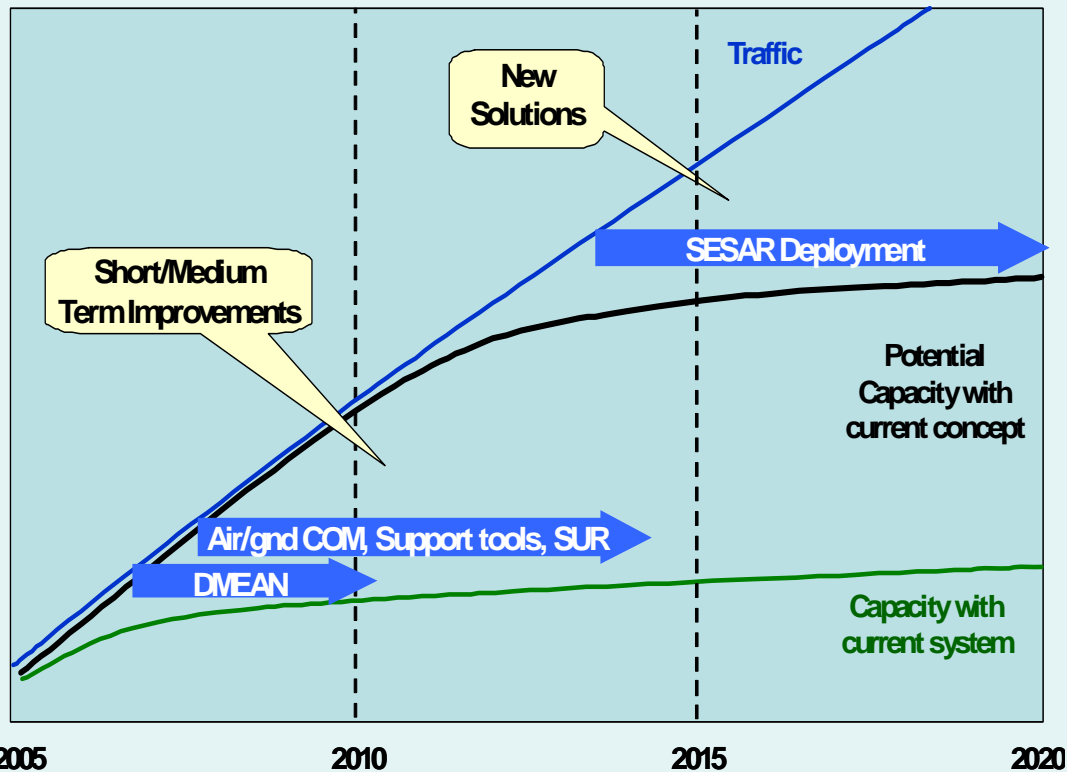 Traffic
New
Solutions
SESAR Deployment
Short/Medium
Term Improvements
Potential
Capacity with
current concept
Air/gnd COM, Support tools, SUR
DMEAN
Capacity with
current system
2005 2010 2015 2020